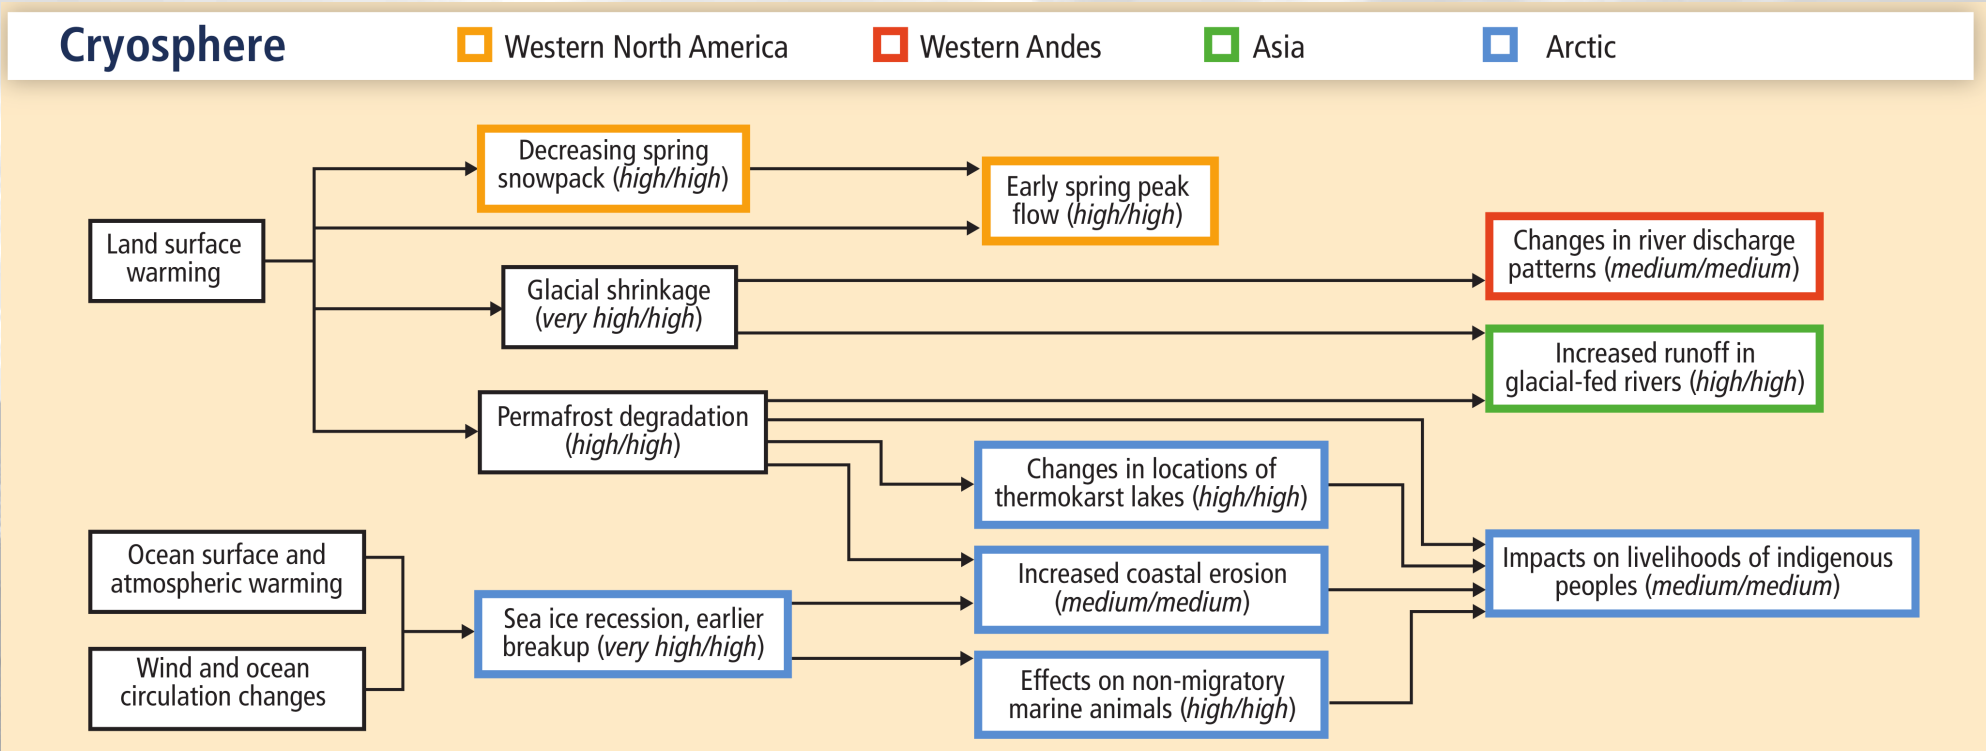 Cryosphere
Western North America
Western Andes
Asia
Arctic
Decreasing spring
snowpack (high/high)
Early spring peak
flow (high/high)
Land surface
warming
Changes in river discharge
patterns (medium/medium)
Glacial shrinkage
(very high/high)
Increased runoff in
glacial-fed rivers (high/high)
Permafrost degradation
(high/high)
Changes in locations of
thermokarst lakes (high/high)
Ocean surface and
atmospheric warming
Impacts on livelihoods of indigenous
peoples (medium/medium)
Increased coastal erosion
(medium/medium)
Sea ice recession, earlier
breakup (very high/high)
Wind and ocean
circulation changes
Effects on non-migratory
marine animals (high/high)